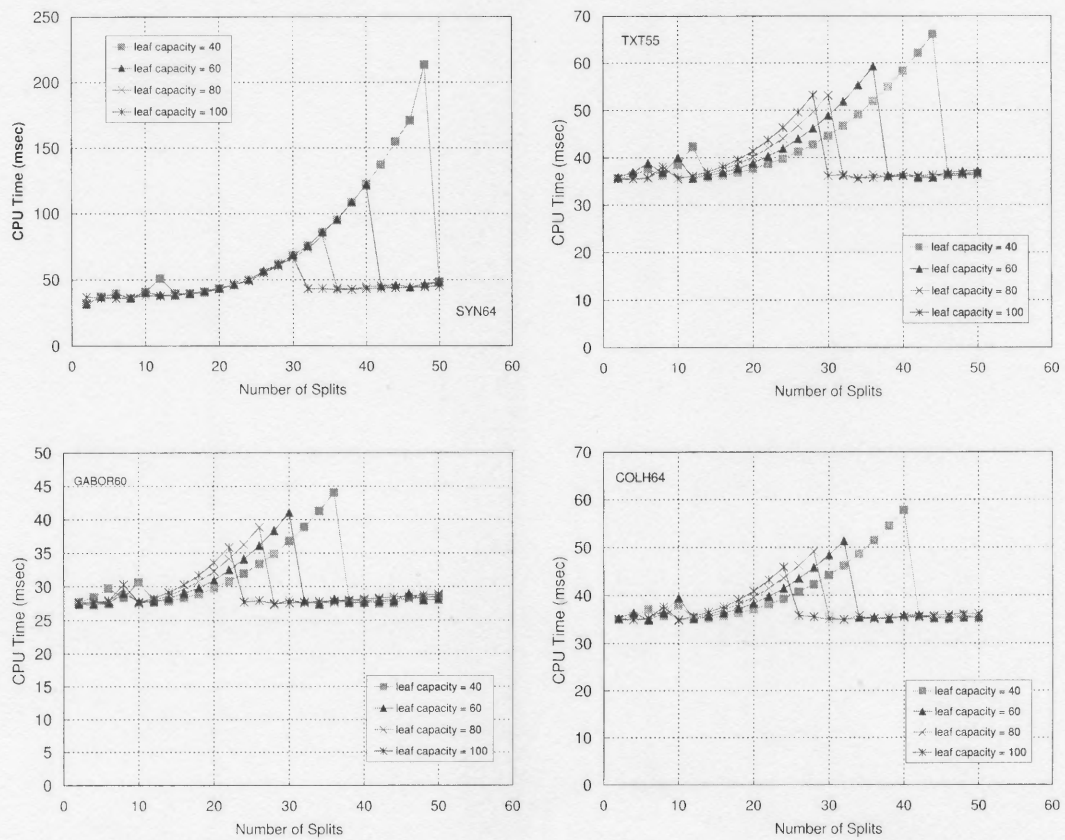 250
200
150
100
50
0
CPU Time (msec)
leaf capacity = 40
leaf capacity = 60
leaf capacity = 80
leaf capacity = 100
SYN64
0 10 20 30 40 50 60
Number of Splits
70
60
50
40
30
20
10
0
CPU Time (msec)
TXT55
leaf capacity = 40
leaf capacity = 60
leaf capacity = 80
leaf capacity = 100
0 10 20 30 40 50 60
Number of Splits
50
45
40
35
30
25
20
15
10
5
0
CPU Time (msec)
GABOR60
leaf capacity = 40
leaf capacity = 60
leaf capacity = 80
leaf capacity = 100
0 10 20 30 40 50 60
Number of Splits
70
60
50
40
30
20
10
0
CPU Time (msec)
COLH64
leaf capacity = 40
leaf capacity = 60
leaf capacity = 80
leaf capacity = 100
0 10 20 30 40 50 60
Number of Splits